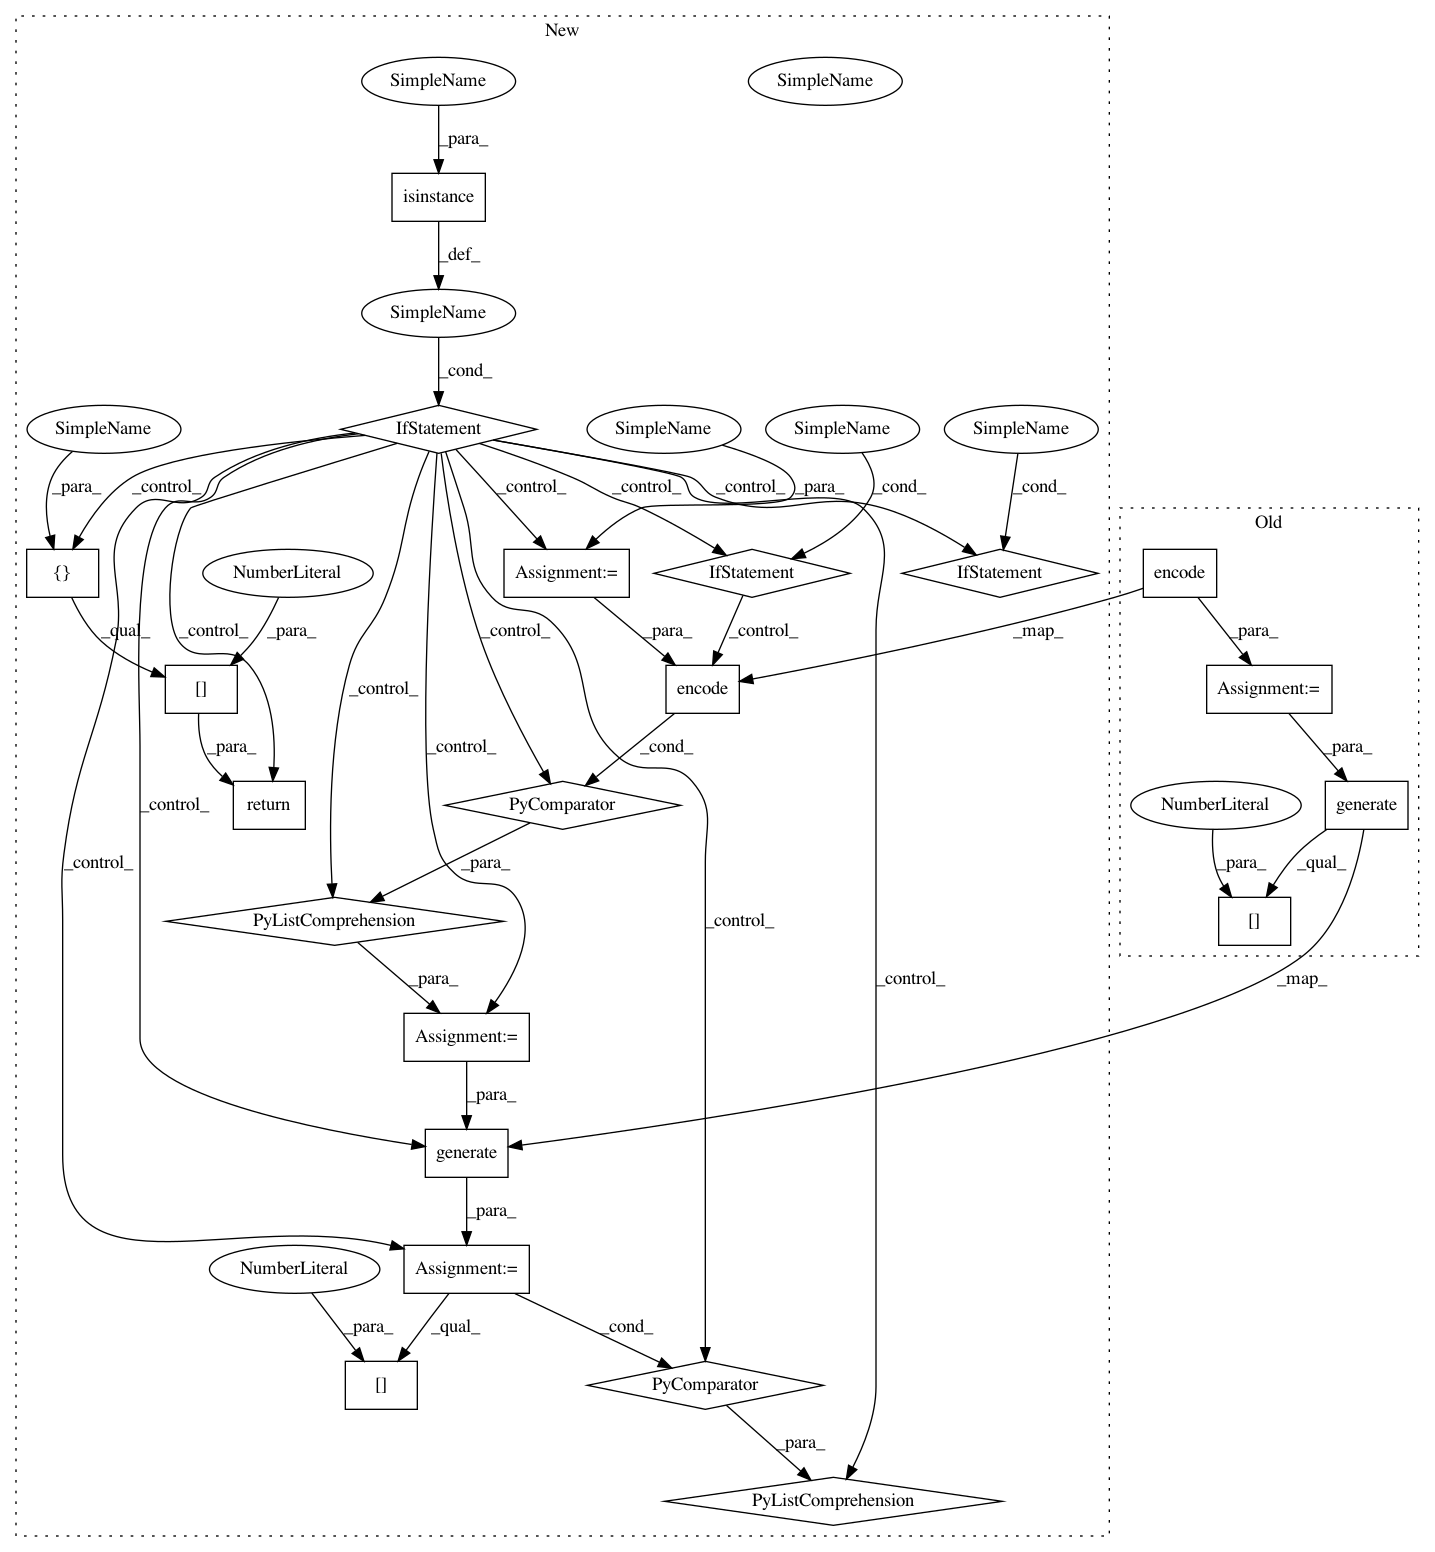 New
SimpleName
SimpleName
_para_
isinstance
_def_
SimpleName
_cond_
IfStatement
SimpleName
SimpleName
SimpleName
SimpleName
_para_
_control_
_control_
_control_
_control_
_para_
_cond_
_cond_
Old
{}
NumberLiteral
Assignment:=
IfStatement
IfStatement
encode
_qual_
_control_
_para_
_control_
_para_
_control_
_map_
_para_
[]
_control_
encode
Assignment:=
_para_
_control_
_cond_
_para_
return
_control_
PyComparator
NumberLiteral
generate
_control_
_para_
_para_
_qual_
PyListComprehension
_control_
[]
_para_
_control_
_map_
Assignment:=
_para_
generate
_para_
NumberLiteral
Assignment:=
_para_
_qual_
_cond_
[]
PyComparator
_para_
PyListComprehension